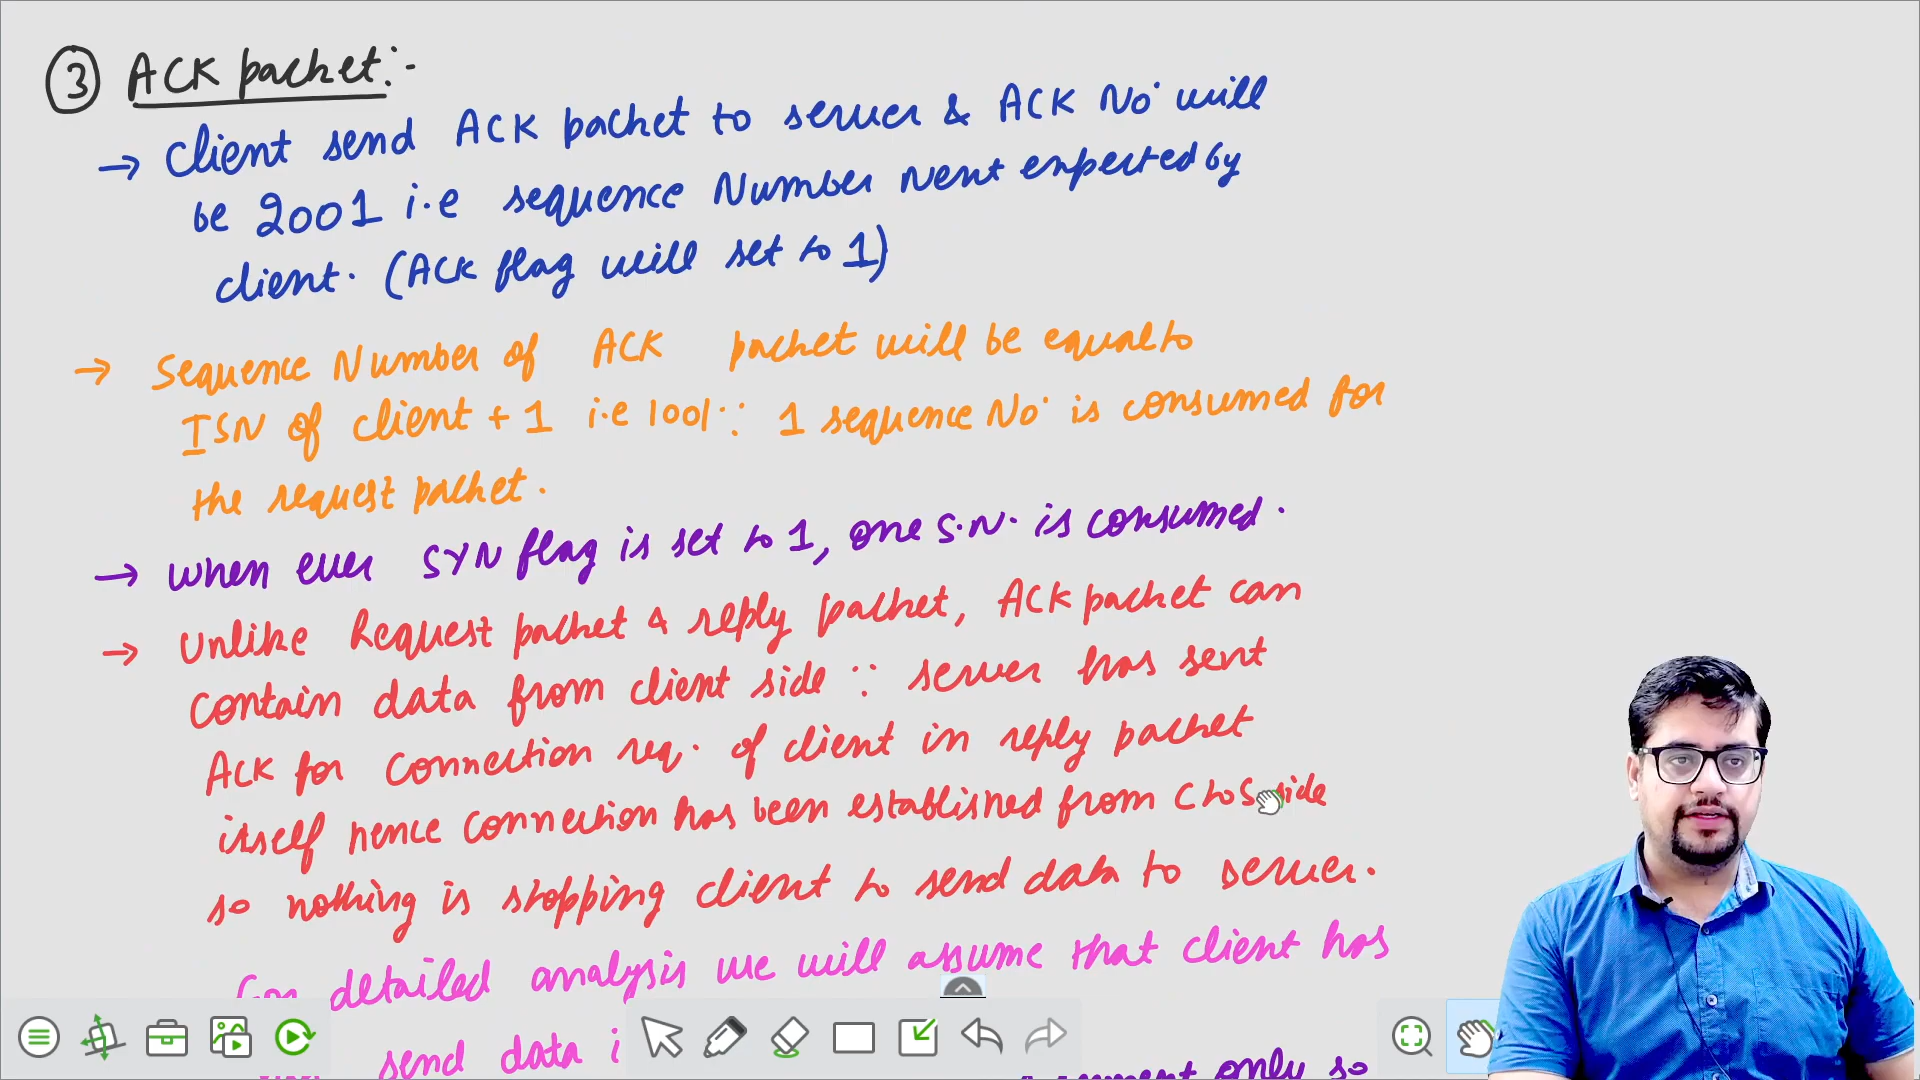 3 ACK packet:-
→ Client send ACK packet to server & ACK No. will
be 2001 i.e sequence Number Next expected by
client. (ACK flag will set to 1)
→ Sequence Number of ACK packet will be equal to
ISN of client + 1 i.e 1001 ∵ 1 sequence No. is consumed for
the request packet.
→ when ever SYN flag is set to 1, one S.N. is consumed.
→ Unlike Request packet & reply packet, ACK packet can
contain data from client side ∵ server has sent
ACK for connection req. of client in reply packet
itself hence connection has been established from C to S side
so nothing is stopping client to send data to server.
For detailed analysis we will assume that client has
send data
only so